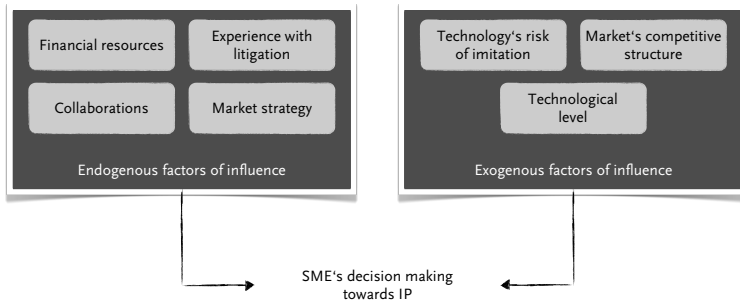 Financial resources
Experience with
litigation
Collaborations
Market strategy
Endogenous factors of influence
Technology‘s risk
of imitation
Market‘s competitive
structure
Technological
level
Exogenous factors of influence
SME‘s decision making
towards IP